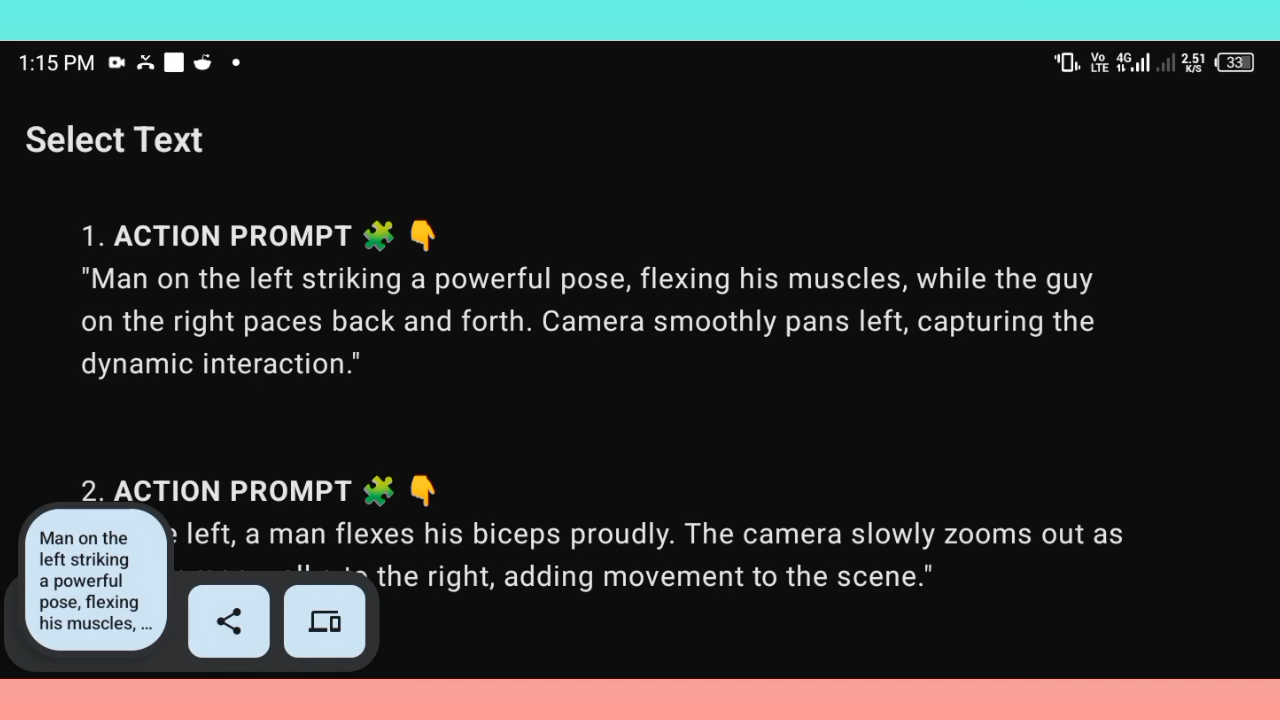 1:15 PM
Vo LTE 4G 2.51 K/S 33
Select Text
1. ACTION PROMPT 🧩 👇
"Man on the left striking a powerful pose, flexing his muscles, while the guy
on the right paces back and forth. Camera smoothly pans left, capturing the
dynamic interaction."
2. ACTION PROMPT 🧩 👇
left, a man flexes his biceps proudly. The camera slowly zooms out as
the right, adding movement to the scene."
Man on the
left striking
a powerful
pose, flexing
his muscles, ...